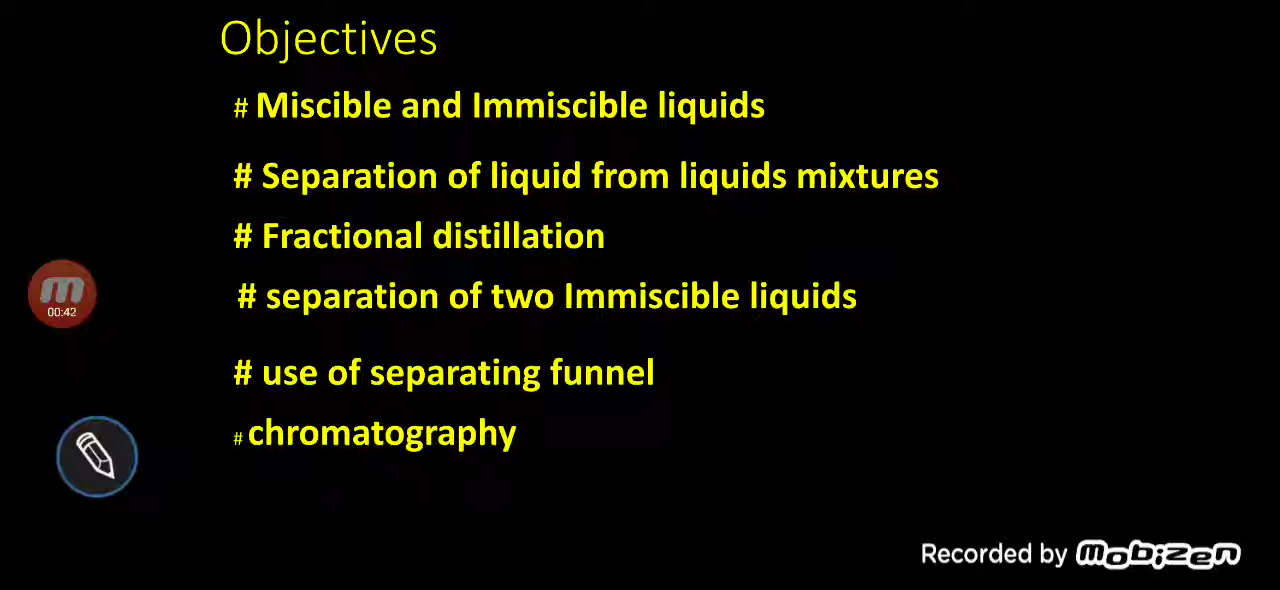 Objectives
# Miscible and Immiscible liquids
# Separation of liquid from liquids mixtures
# Fractional distillation
# separation of two Immiscible liquids
00:42
# use of separating funnel
# chromatography
Recorded by mobizen